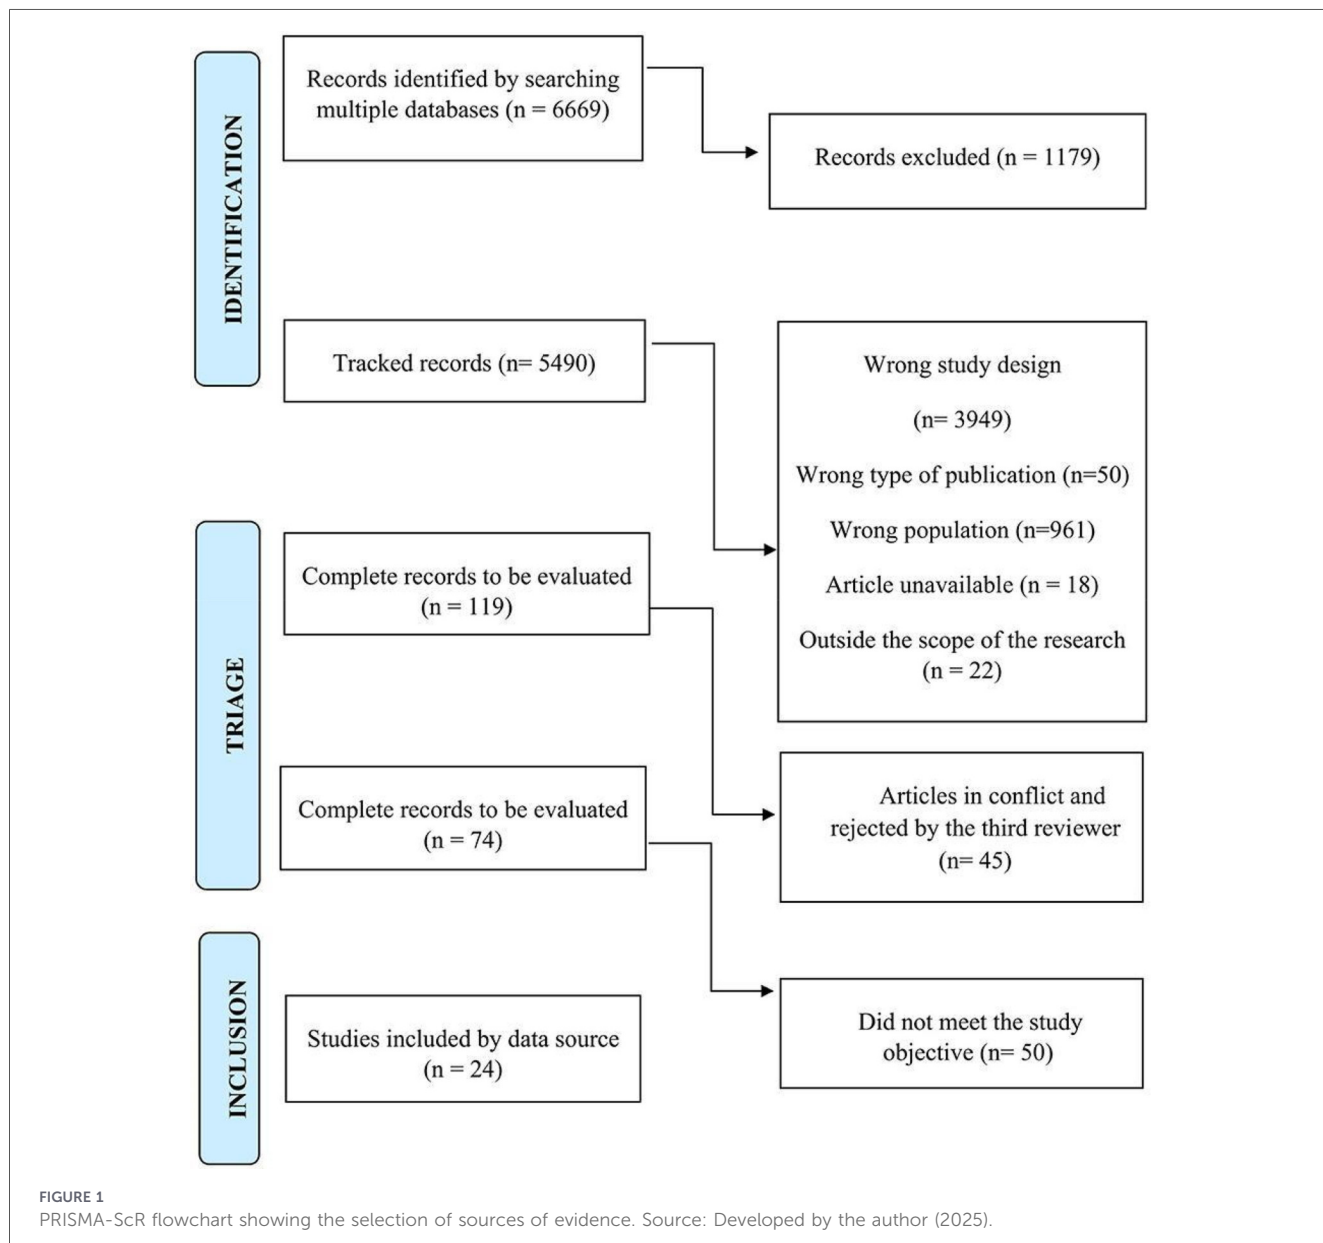 IDENTIFICATION
Records identified by searching
multiple databases (n = 6669)
Records excluded (n = 1179)
Tracked records (n= 5490)
Wrong study design
(n= 3949)
Wrong type of publication (n=50)
Wrong population (n=961)
Article unavailable (n = 18)
Outside the scope of the research
(n = 22)
TRIAGE
Complete records to be evaluated
(n = 119)
Complete records to be evaluated
(n = 74)
Articles in conflict and
rejected by the third reviewer
(n= 45)
INCLUSION
Studies included by data source
(n = 24)
Did not meet the study
objective (n= 50)
FIGURE 1
PRISMA-ScR flowchart showing the selection of sources of evidence. Source: Developed by the author (2025).